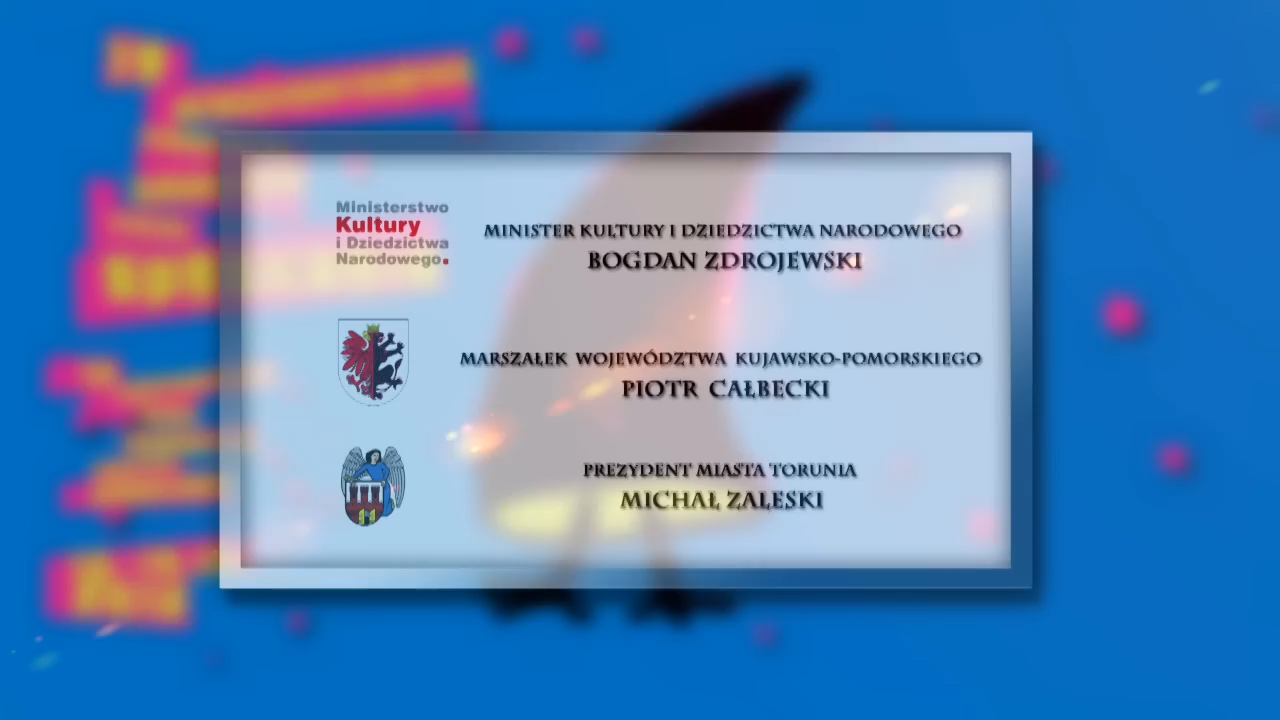 Ministerstwo
Kultury
i Dziedzictwa
Narodowego.
MINISTER KULTURY I DZIEDZICTWA NARODOWEGO
BOGDAN ZDROJEWSKI
MARSZAŁEK WOJEWÓDZTWA KUJAWSKO-POMORSKIEGO
PIOTR CAŁBECKI
PREZYDENT MIASTA TORUNIA
MICHAŁ ZALESKI